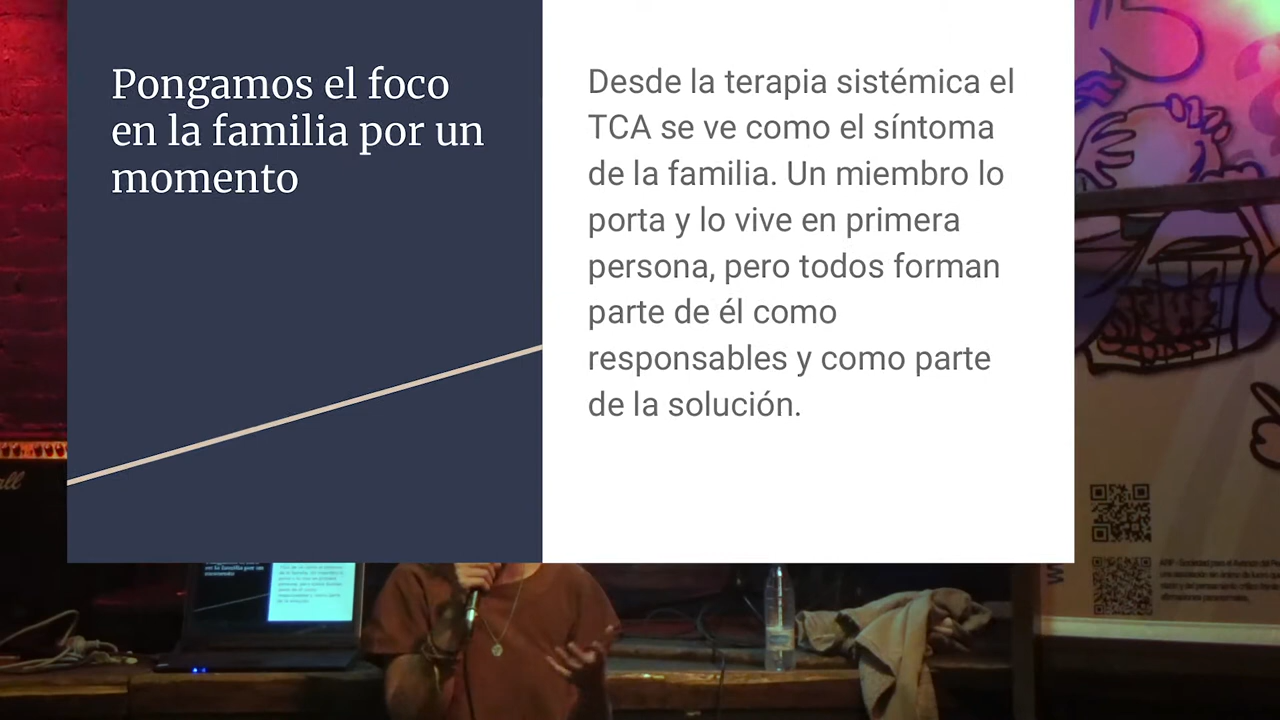 Pongamos el foco
en la familia por un
momento
Desde la terapia sistémica el
TCA se ve como el síntoma
de la familia. Un miembro lo
porta y lo vive en primera
persona, pero todos forman
parte de él como
responsables y como parte
de la solución.